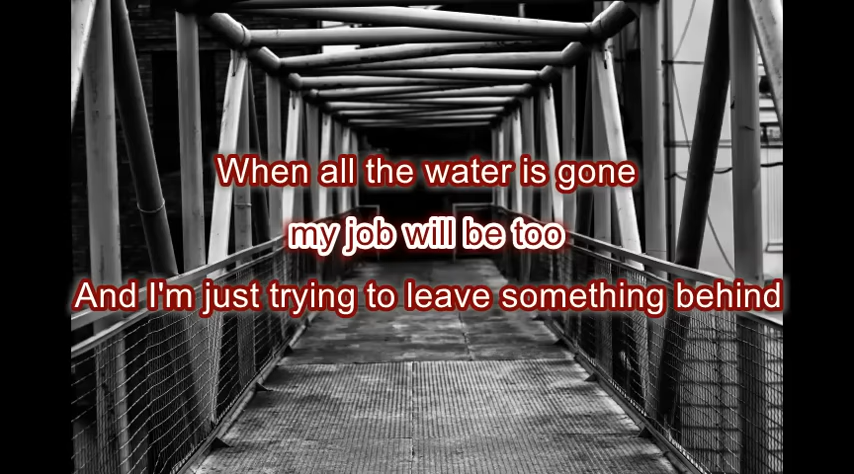 When all the water is gone
my job will be too
And I'm just trying to leave something behind